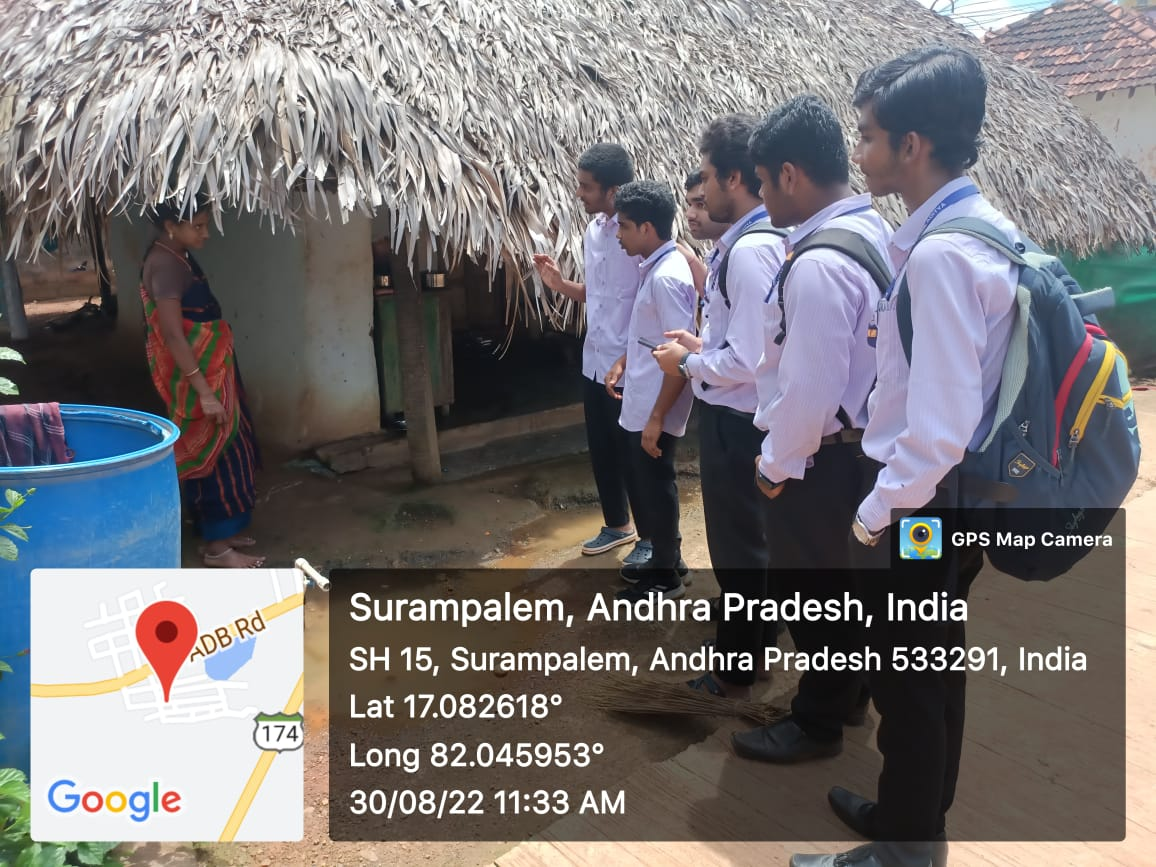 GPS Map Camera
Surampalem, Andhra Pradesh, India
SH 15, Surampalem, Andhra Pradesh 533291, India
Lat 17.082618°
Long 82.045953°
30/08/22 11:33 AM
ADB Rd
174
Google